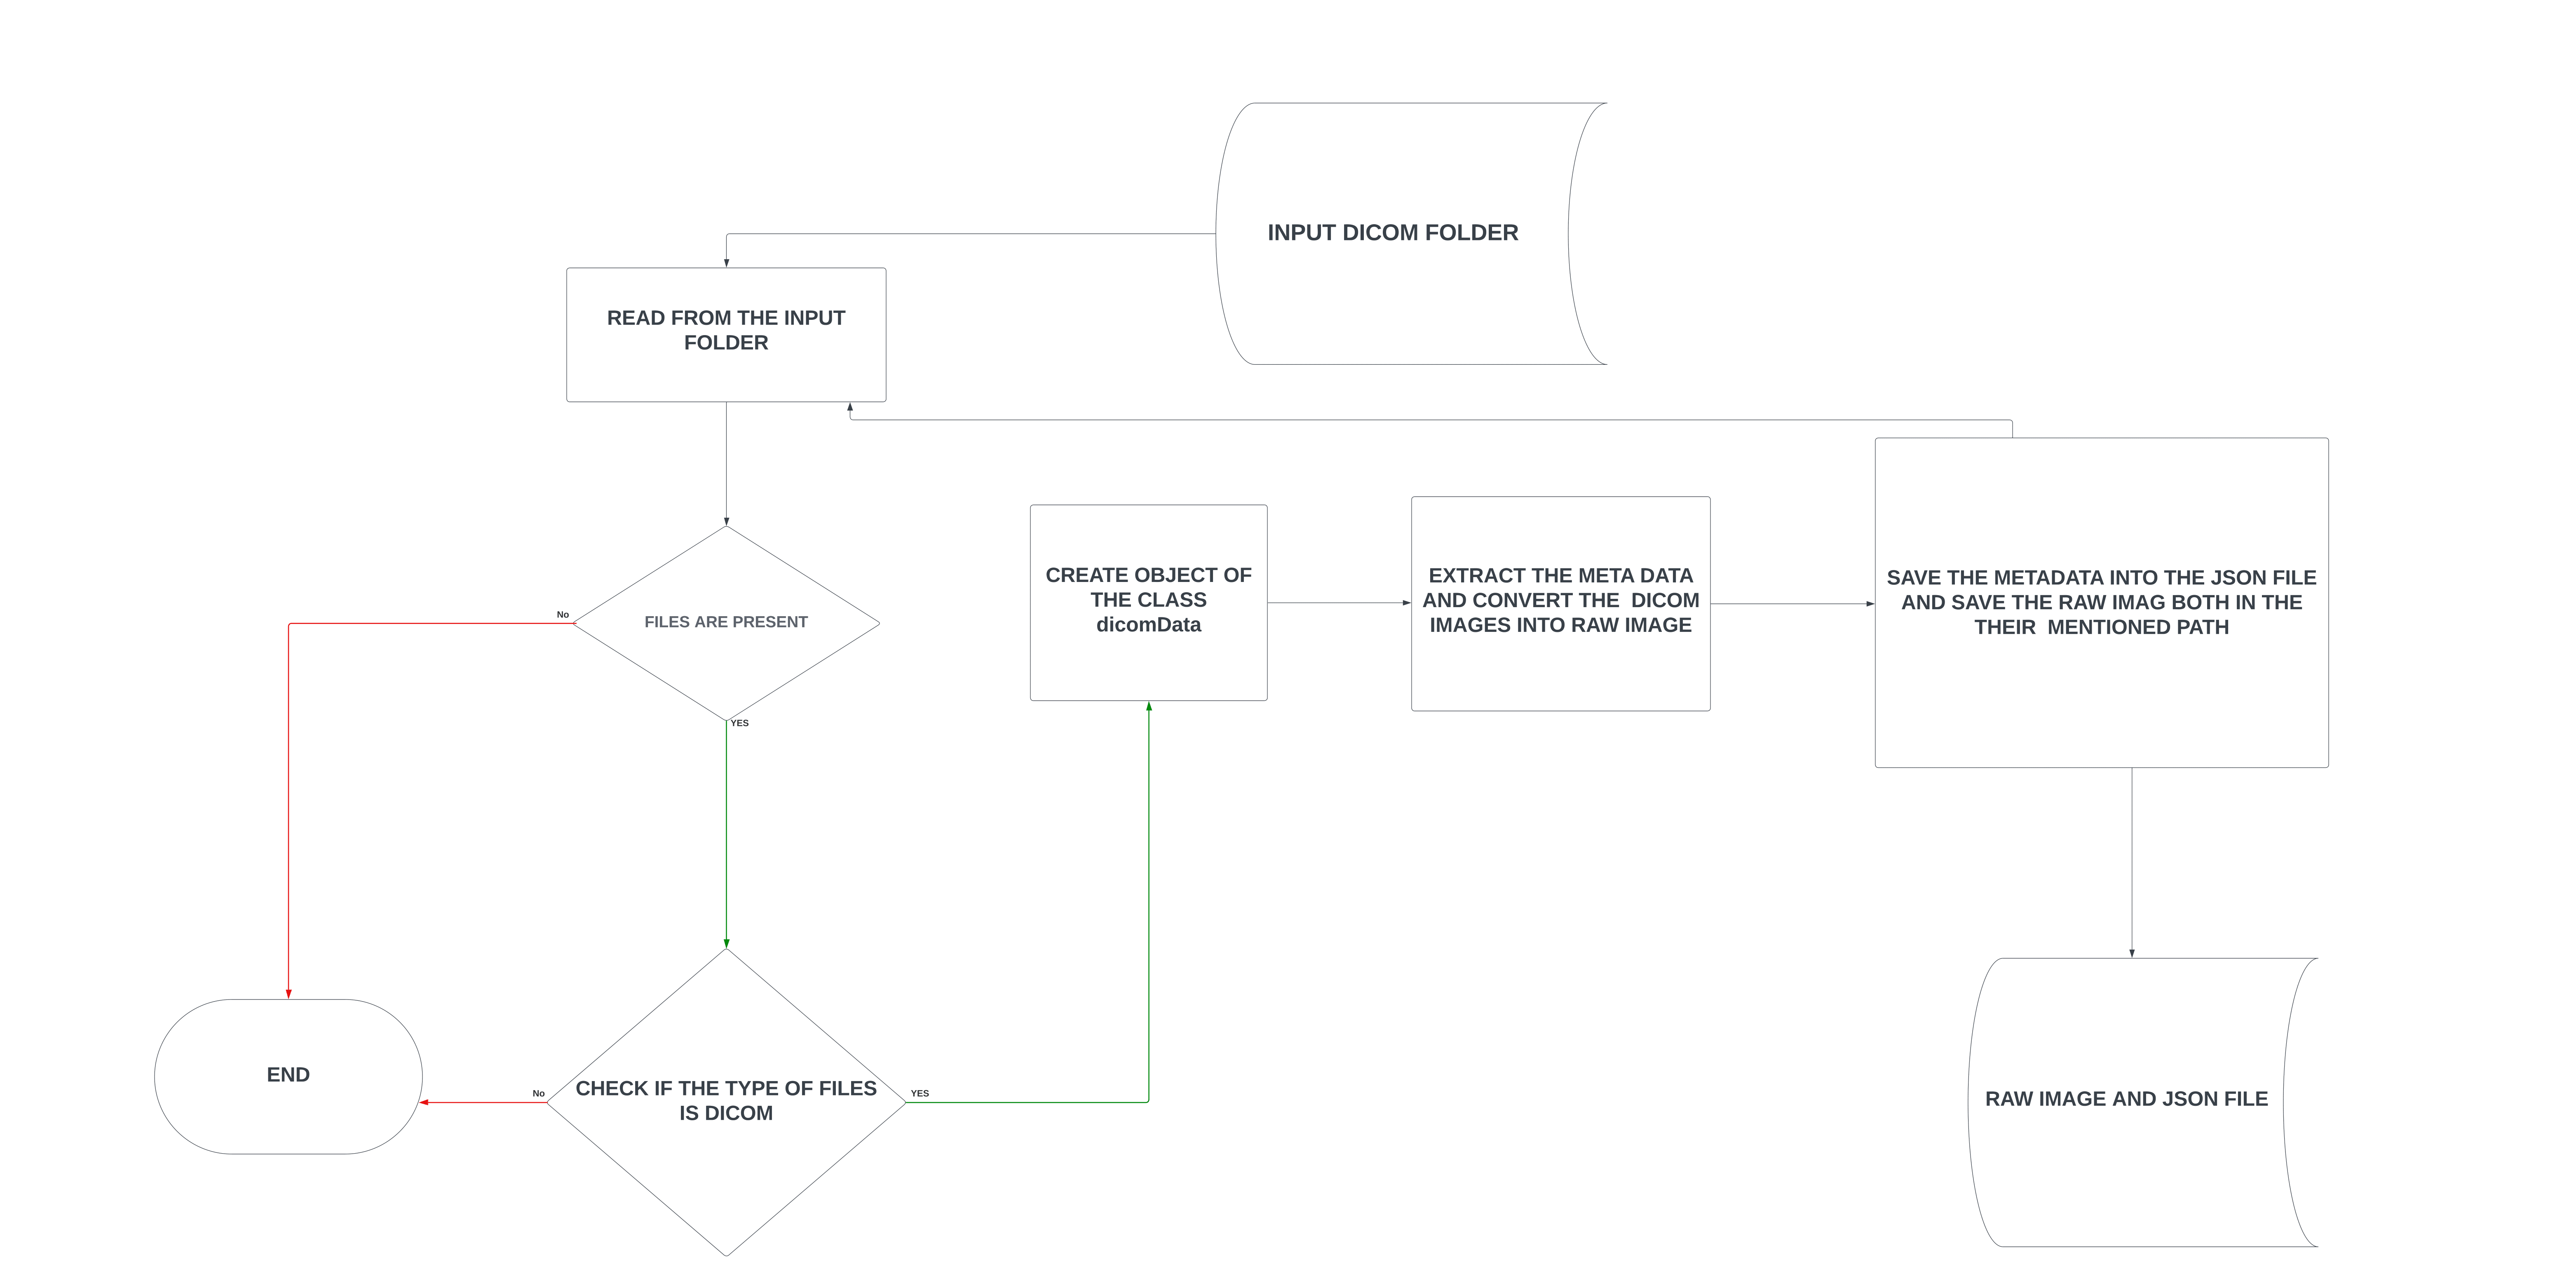 INPUT DICOM FOLDER
READ FROM THE INPUT
FOLDER
FILES ARE PRESENT
No
YES
CHECK IF THE TYPE OF FILES
IS DICOM
No
YES
END
CREATE OBJECT OF
THE CLASS
dicomData
EXTRACT THE META DATA
AND CONVERT THE  DICOM
IMAGES INTO RAW IMAGE
SAVE THE METADATA INTO THE JSON FILE
AND SAVE THE RAW IMAG BOTH IN THE
THEIR  MENTIONED PATH
RAW IMAGE AND JSON FILE